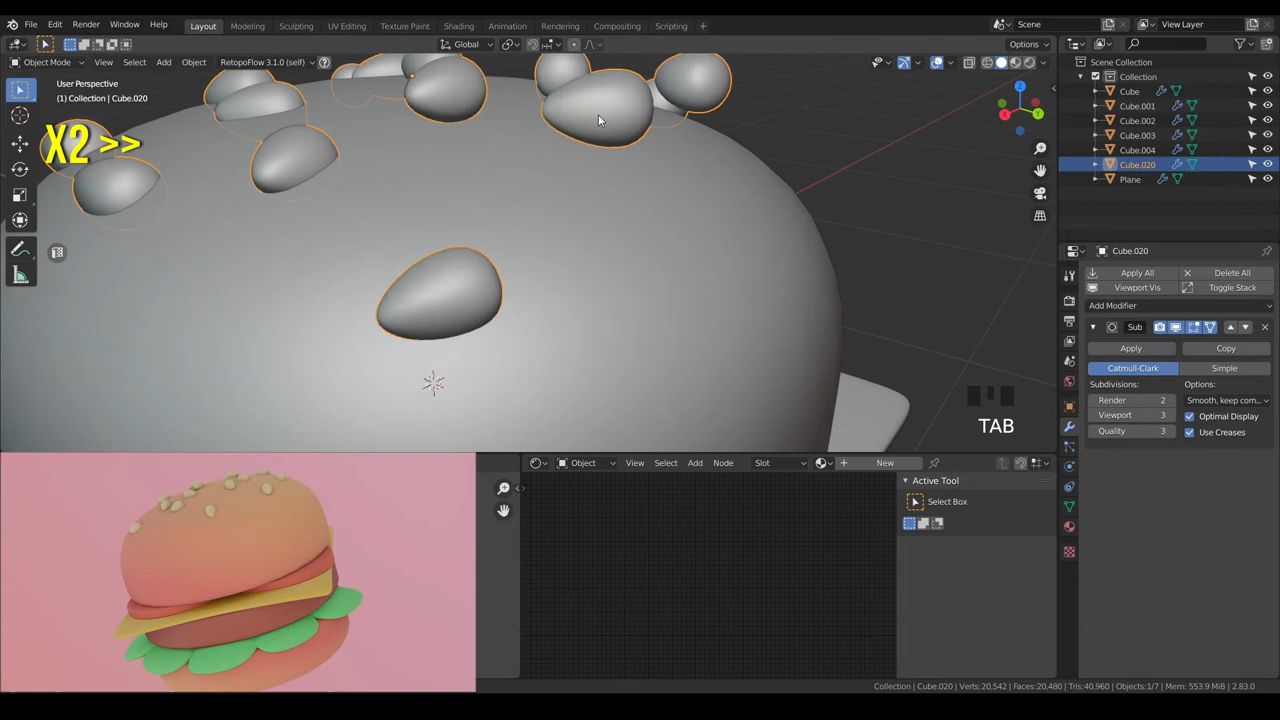 File Edit Render Window Help Layout Modeling Sculpting UV Editing Texture Paint Shading Animation Rendering Compositing Scripting + Scene View Layer
Global Options
Object Mode View Select Add Object RetopoFlow 3.1.0 (self)
User Perspective
(1) Collection | Cube.020
X2 >>
X Y Z
TAB
Scene Collection
Collection
Cube
Cube.001
Cube.002
Cube.003
Cube.004
Cube.020
Plane
Cube.020
Apply All Delete All
Viewport Vis Toggle Stack
Add Modifier
Sub
Apply Copy
Catmull-Clark Simple
Subdivisions: Options:
Render 2 Smooth, keep corn...
Viewport 3 Optimal Display
Quality 3 Use Creases
Object View Select Add Node Slot New
Active Tool
Select Box
Collection | Cube.020 | Verts:20,542 | Faces:20,480 | Tris:40,960 | Objects:1/7 | Mem: 553.9 MiB | 2.83.0